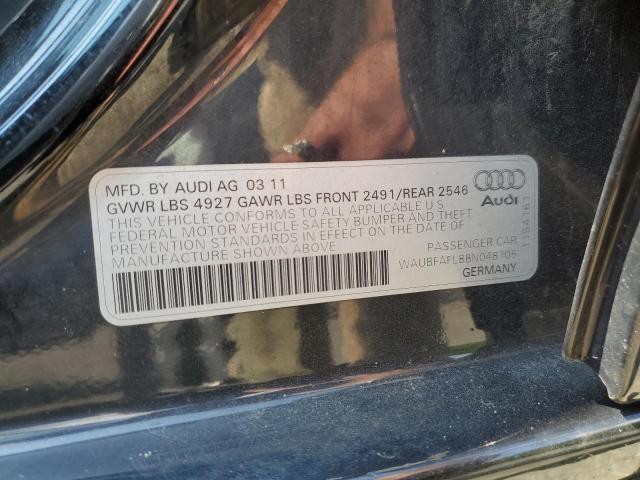 MFD. BY AUDI AG 03 11
GVWR LBS 4927 GAWR LBS FRONT 2491/REAR 2546
THIS VEHICLE CONFORMS TO ALL APPLICABLE U S
FEDERAL MOTOR VEHICLE SAFETY BUMPER AND THEFT
PREVENTION STANDARDS IN EFFECT ON THE DATE OF
MANUFACTURE SHOWN ABOVE
Audi
PASSENGER CAR
WAUBFAFL8BN048105
GERMANY
1154161